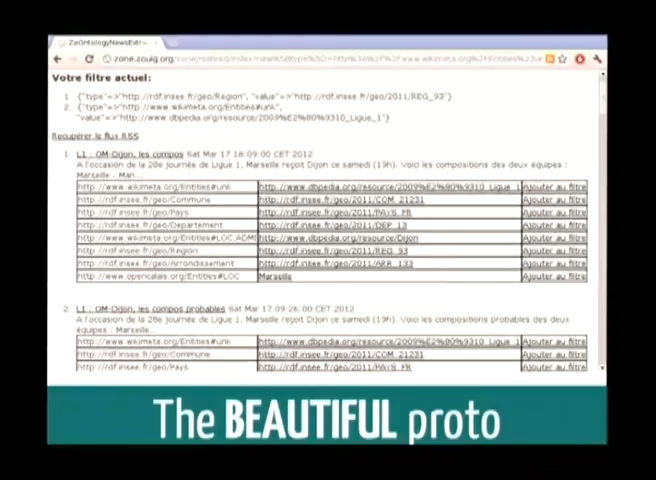 ZeOntologyNewsExtr
Votre filtre actuel:
1. {"type"=>"http://rdf.insee.fr/geo/Region", "value"=>"http://rdf.insee.fr/geo/2011/REG_93"}
2. {"type"=>"http://www.wikimeta.org/Entities#unk",
"value"=>"http://www.dbpedia.org/resource/2009%E2%80%9310_Ligue_1"}
Recupérer le flux RSS
1. L1 : OM-Dijon, les compos Sat Mar 17 18:09:00 CET 2012
A l'occasion de la 28e journée de Ligue 1, Marseille reçoit Dijon ce samedi (19h). Voici les compositions des deux équipes :
Marseille : Man...
http://www.wikimeta.org/Entities#unk http://www.dbpedia.org/resource/2009%E2%80%9310_Ligue_1 Ajouter au filtre
http://rdf.insee.fr/geo/Commune http://rdf.insee.fr/geo/2011/COM_21231 Ajouter au filtre
http://rdf.insee.fr/geo/Pays http://rdf.insee.fr/geo/2011/PAYS_FR Ajouter au filtre
http://rdf.insee.fr/geo/Departement http://rdf.insee.fr/geo/2011/DEP_13 Ajouter au filtre
http://www.wikimeta.org/Entities#LOC.ADMI http://www.dbpedia.org/resource/Dijon Ajouter au filtre
http://rdf.insee.fr/geo/Region http://rdf.insee.fr/geo/2011/REG_93 Ajouter au filtre
http://rdf.insee.fr/geo/Arrondissement http://rdf.insee.fr/geo/2011/ARR_133 Ajouter au filtre
http://www.opencalais.org/Entities#LOC Marseille Ajouter au filtre
2. L1 : OM-Dijon, les compos probables Sat Mar 17 09:26:00 CET 2012
A l'occasion de la 28e journée de Ligue 1, Marseille reçoit Dijon ce samedi (19h). Voici les compositions probables des deux
équipes : Marseille...
http://www.wikimeta.org/Entities#unk http://www.dbpedia.org/resource/2009%E2%80%9310_Ligue_1 Ajouter au filtre
http://rdf.insee.fr/geo/Commune http://rdf.insee.fr/geo/2011/COM_21231 Ajouter au filtre
http://rdf.insee.fr/geo/Pays http://rdf.insee.fr/geo/2011/PAYS_FR Ajouter au filtre
The BEAUTIFUL proto